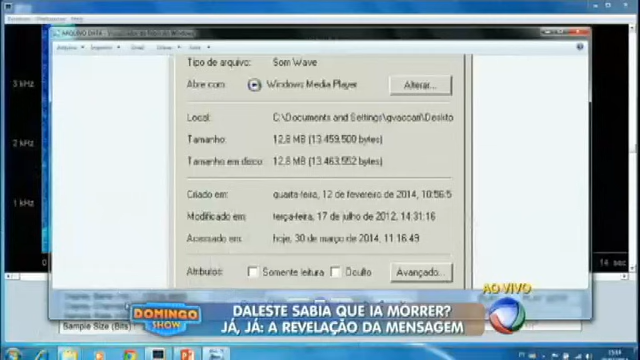 3 kHz
2 kHz
1 kHz
14 sec
Tipo de arquivo: Som Wave
Abre com: Windows Media Player Alterar...
Local: C:\Documents and Settings\gvaccari\Deskto
Tamanho: 12,8 MB (13.459.500 bytes)
Tamanho em disco: 12,8 MB (13.463.552 bytes)
Criado em: quarta-feira, 12 de fevereiro de 2014, 10:56:5
Modificado em: terça-feira, 17 de julho de 2012, 14:31:16
Acessado em: hoje, 30 de março de 2014, 11:16:49
Atributos: Somente leitura Oculto Avançado...
AO VIVO
DOMINGO SHOW
DALESTE SABIA QUE IA MORRER?
JÁ, JÁ: A REVELAÇÃO DA MENSAGEM
Sample Size (Bits)